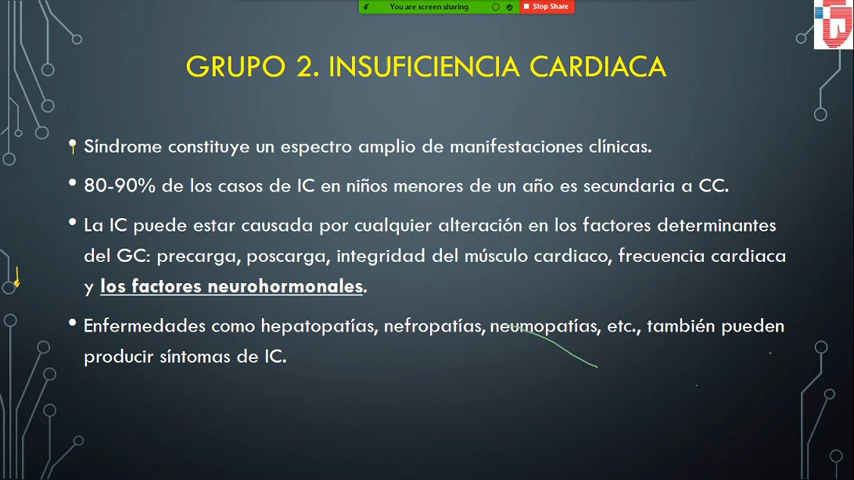 You are screen sharing
Stop Share
GRUPO 2. INSUFICIENCIA CARDIACA
• Síndrome constituye un espectro amplio de manifestaciones clínicas.
• 80-90% de los casos de IC en niños menores de un año es secundaria a CC.
• La IC puede estar causada por cualquier alteración en los factores determinantes
del GC: precarga, poscarga, integridad del músculo cardiaco, frecuencia cardiaca
y los factores neurohormonales.
• Enfermedades como hepatopatías, nefropatías, neumopatías, etc., también pueden
producir síntomas de IC.